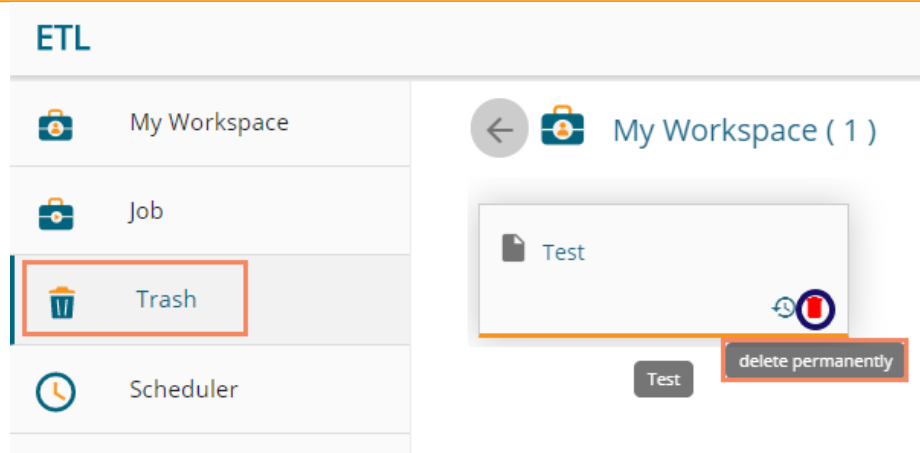 ETL
My Workspace
Job
Trash
Scheduler
My Workspace ( 1 )
Test
delete permanently
Test